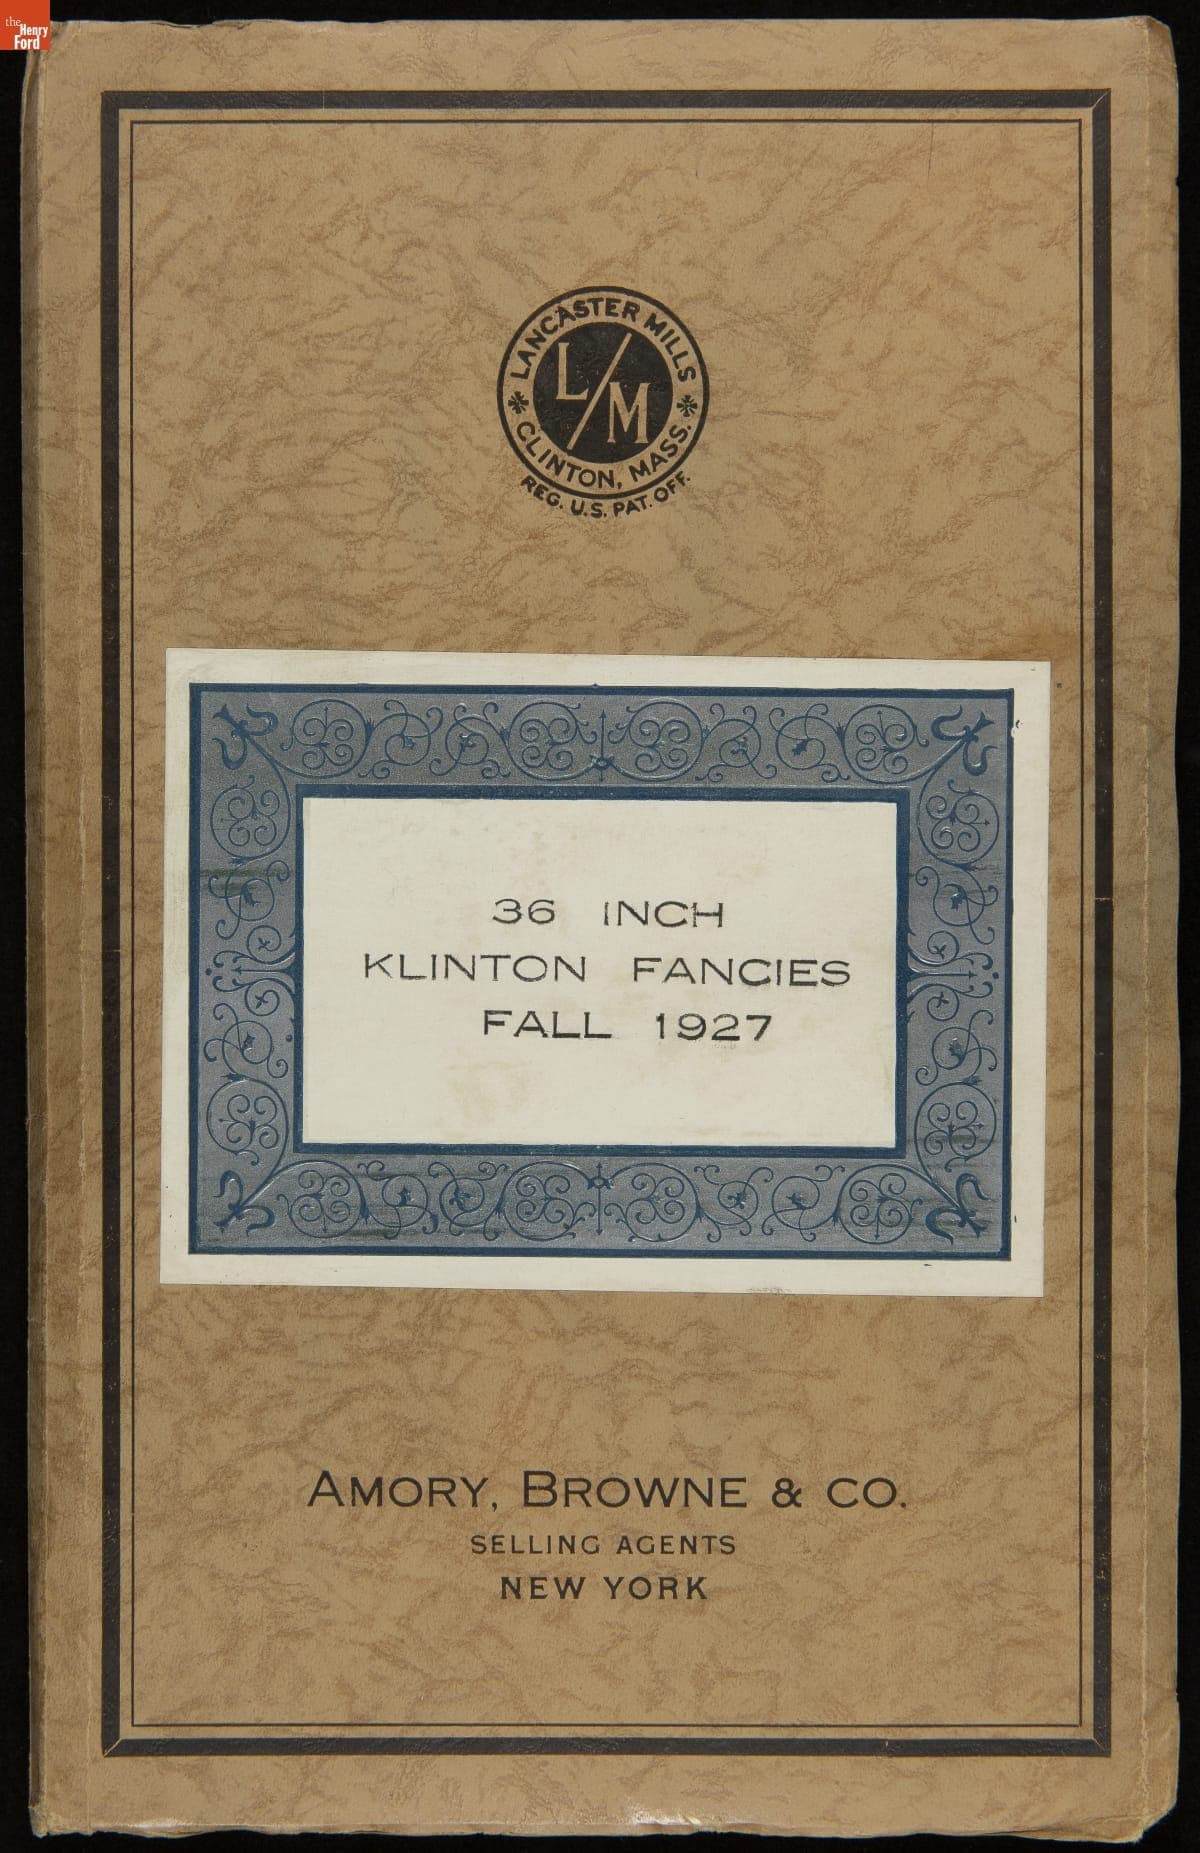 the
Henry
Ford
LANCASTER MILLS
L/M
CLINTON, MASS.
REG. U.S. PAT. OFF.
36 INCH
KLINTON FANCIES
FALL 1927
AMORY, BROWNE & CO.
SELLING AGENTS
NEW YORK